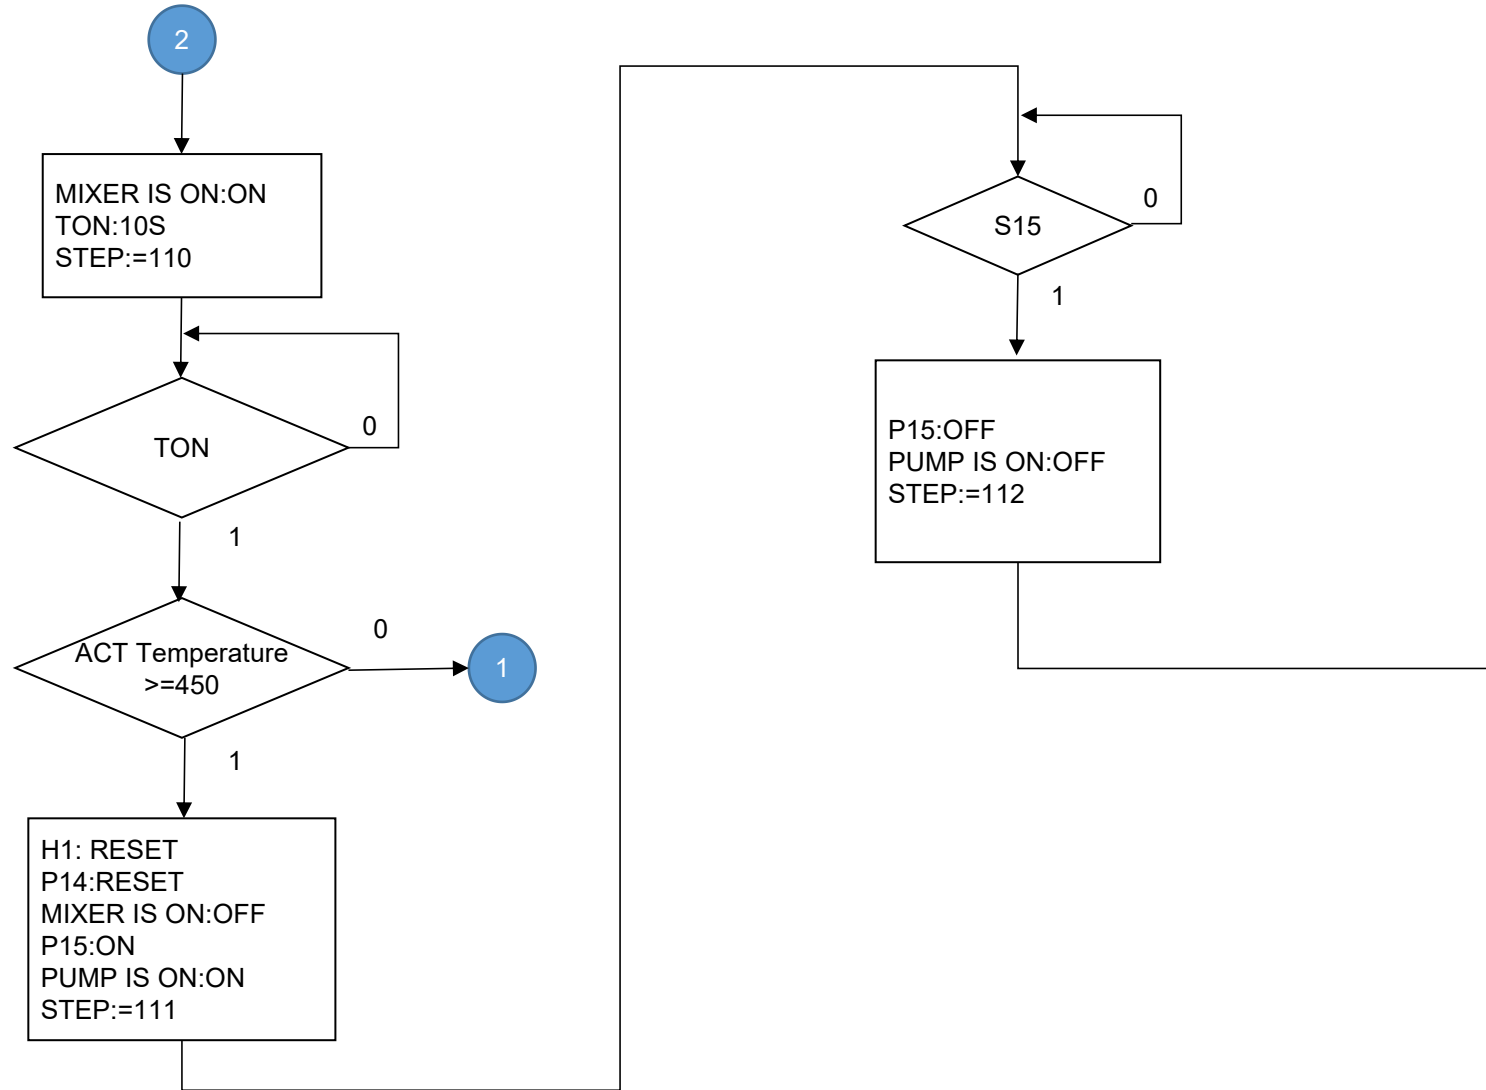 2
MIXER IS ON:ON
TON:10S
STEP:=110
TON
0
1
ACT Temperature
>=450
0
1
1
H1: RESET
P14:RESET
MIXER IS ON:OFF
P15:ON
PUMP IS ON:ON
STEP:=111
S15
0
1
P15:OFF
PUMP IS ON:OFF
STEP:=112